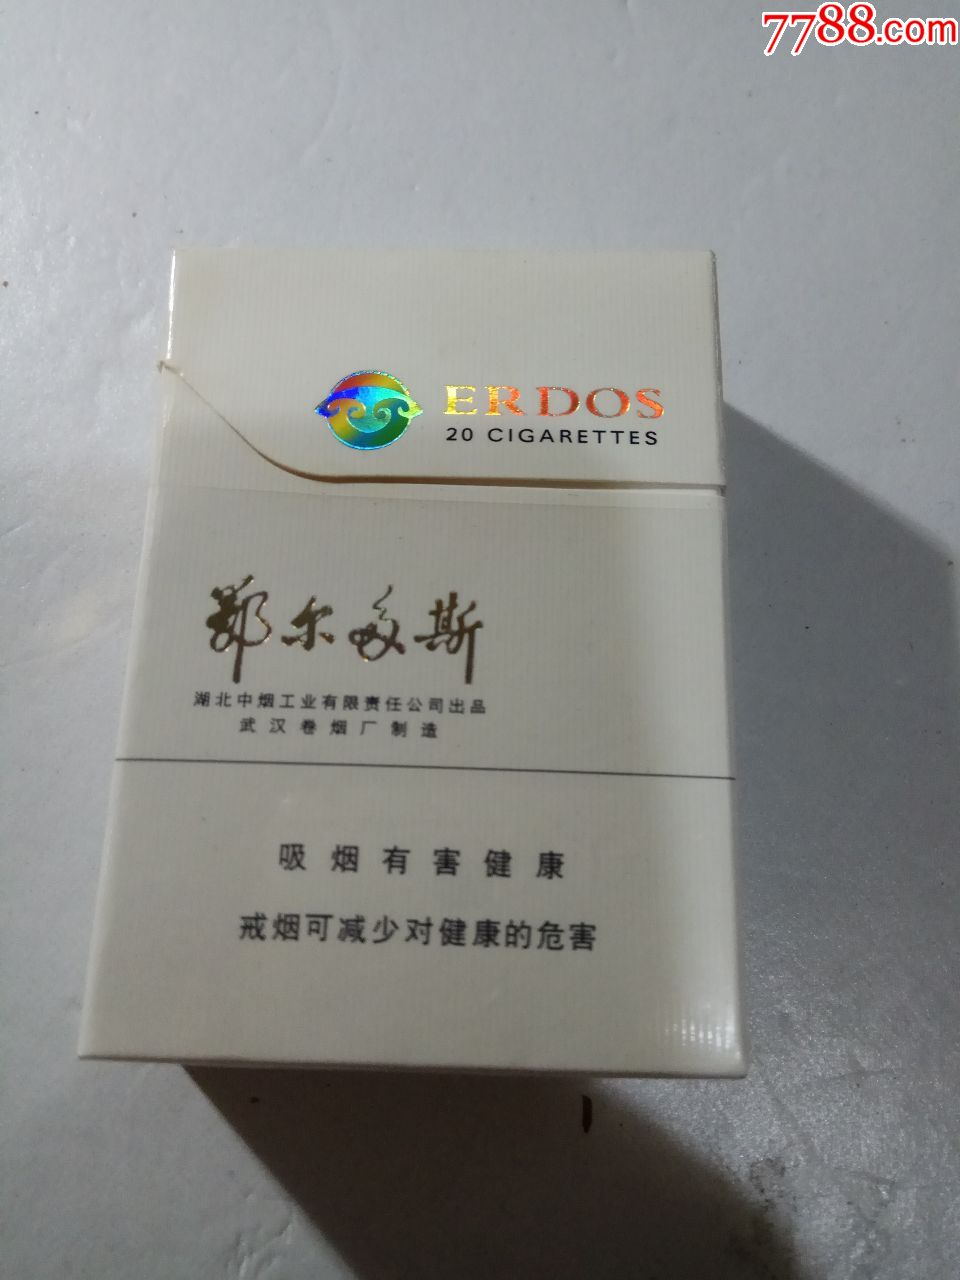 7788.com
ERDOS
20 CIGARETTES
鄂尔多斯
湖北中烟工业有限责任公司出品
武汉卷烟厂制造
吸烟有害健康
戒烟可减少对健康的危害